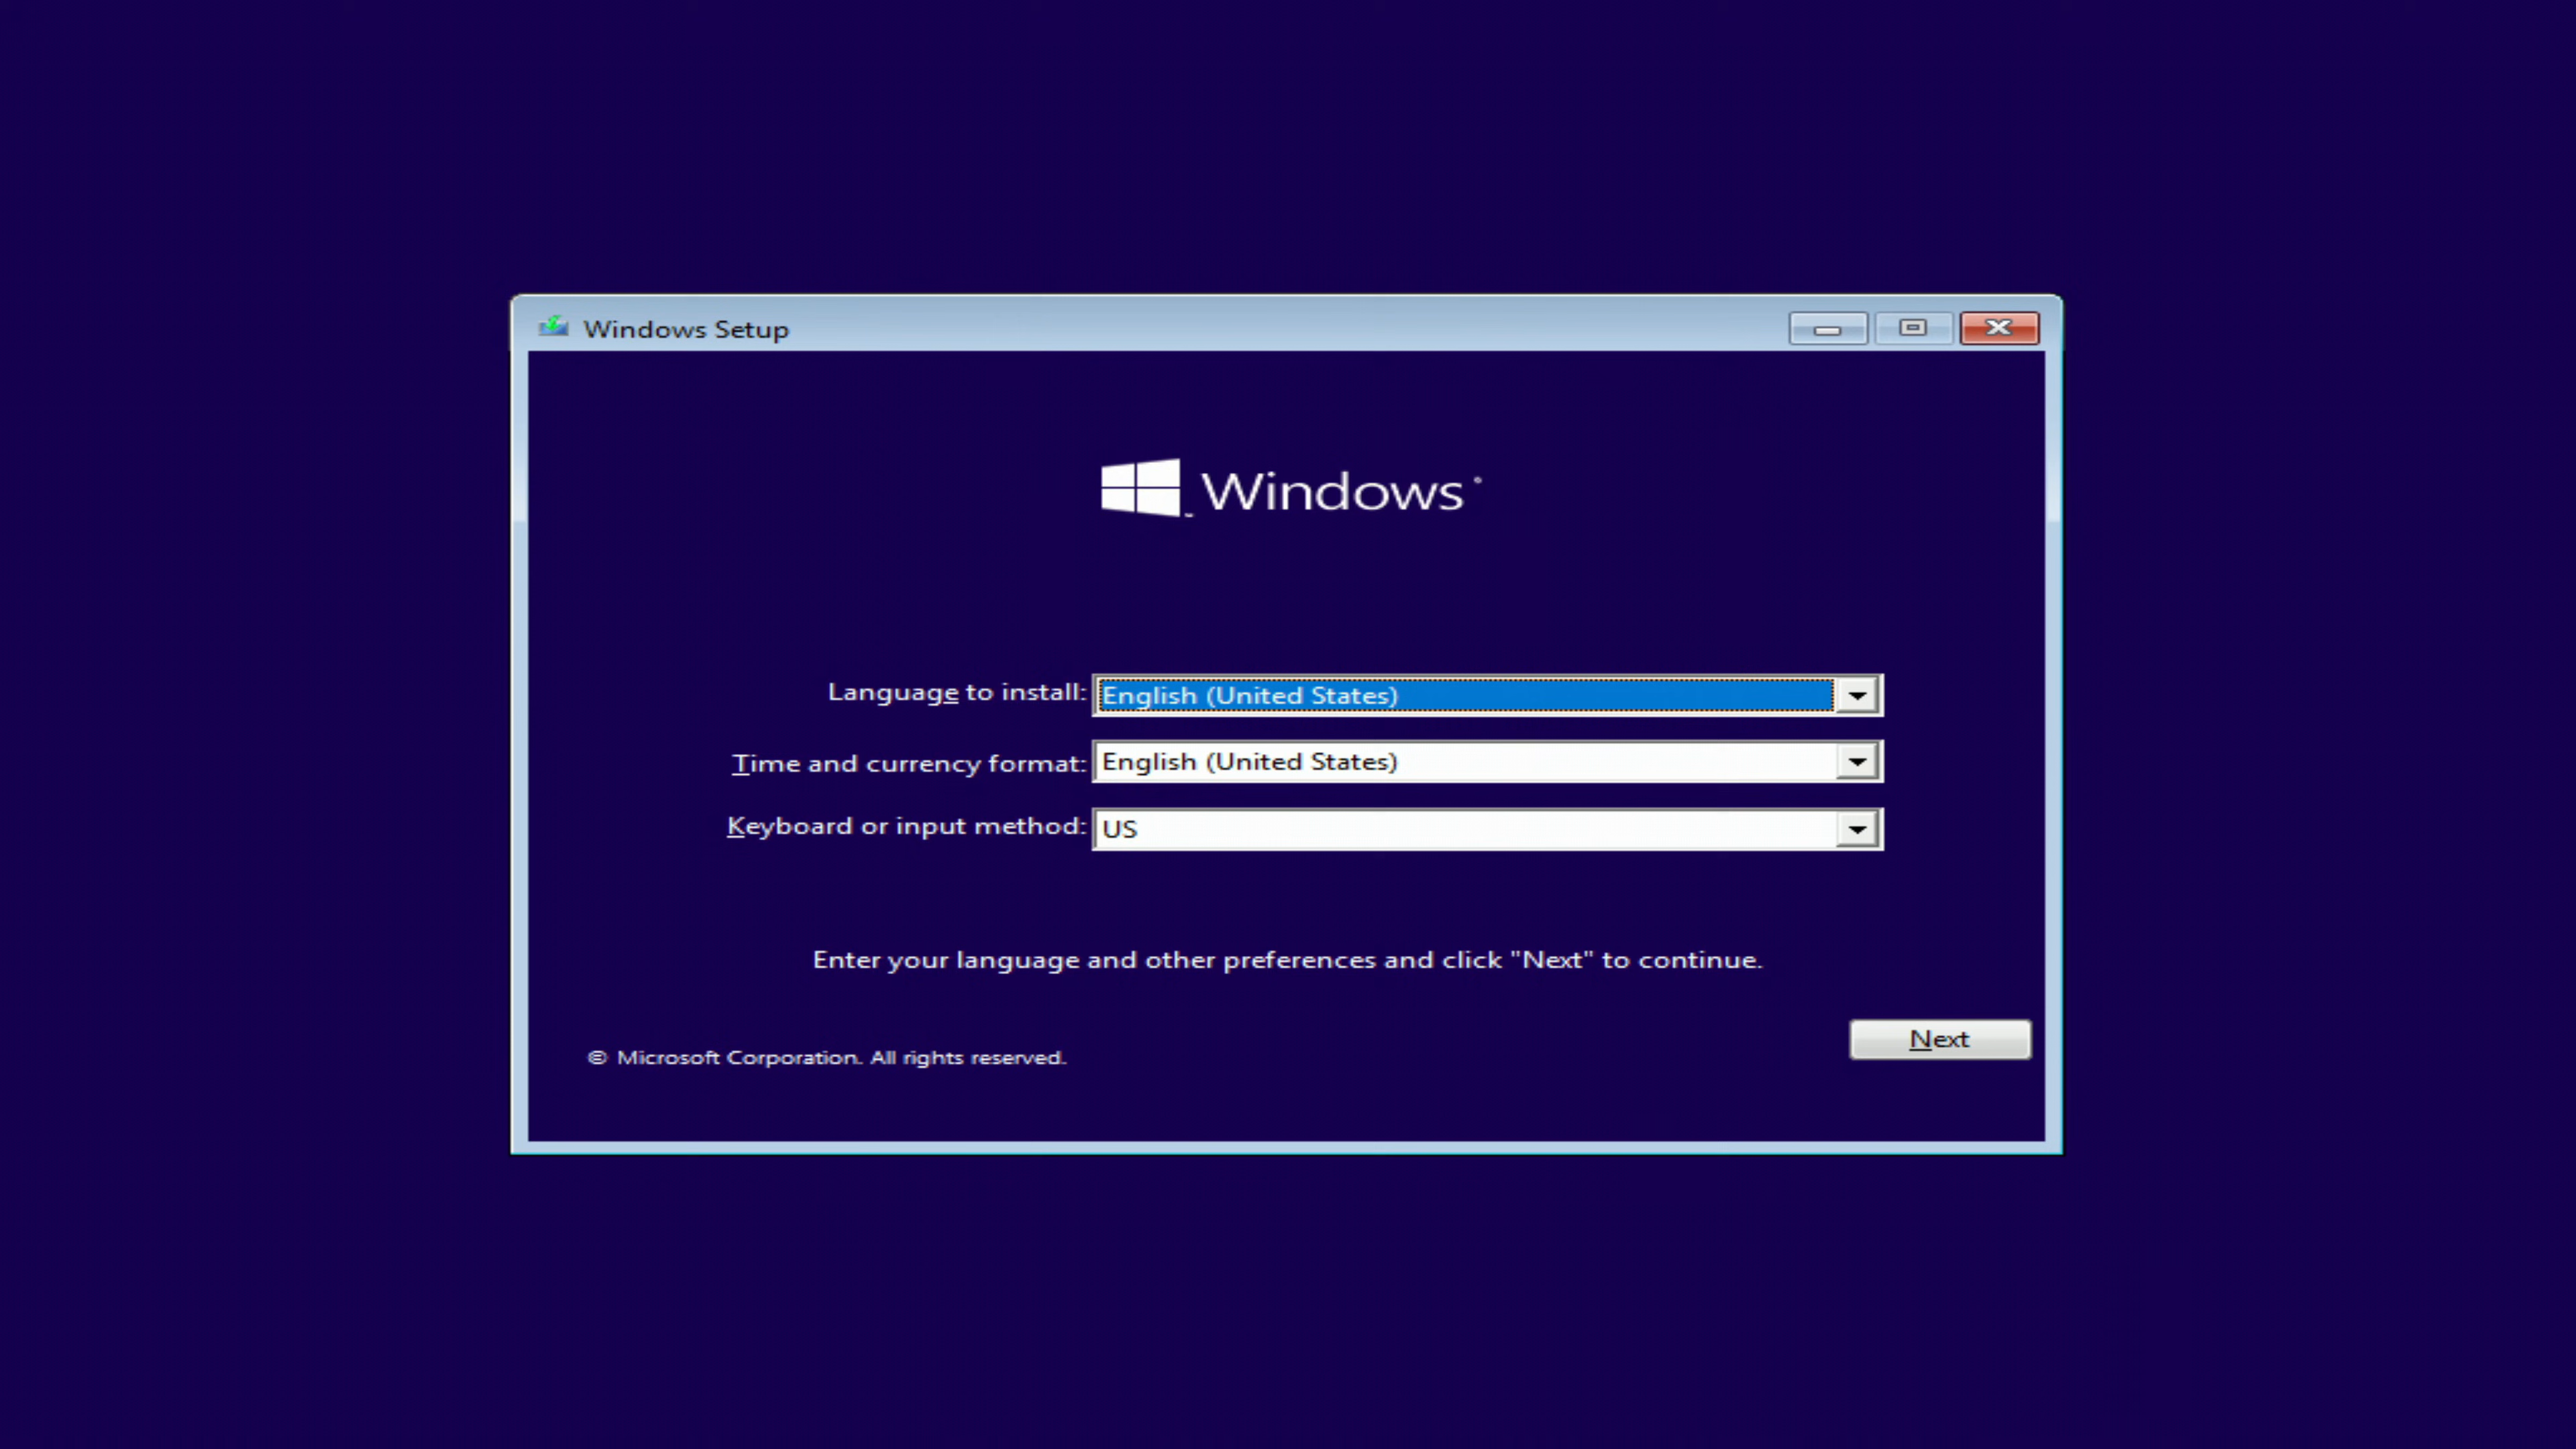 Windows Setup
Windows
Language to install: English (United States)
Time and currency format: English (United States)
Keyboard or input method: US
Enter your language and other preferences and click "Next" to continue.
Next
© Microsoft Corporation. All rights reserved.